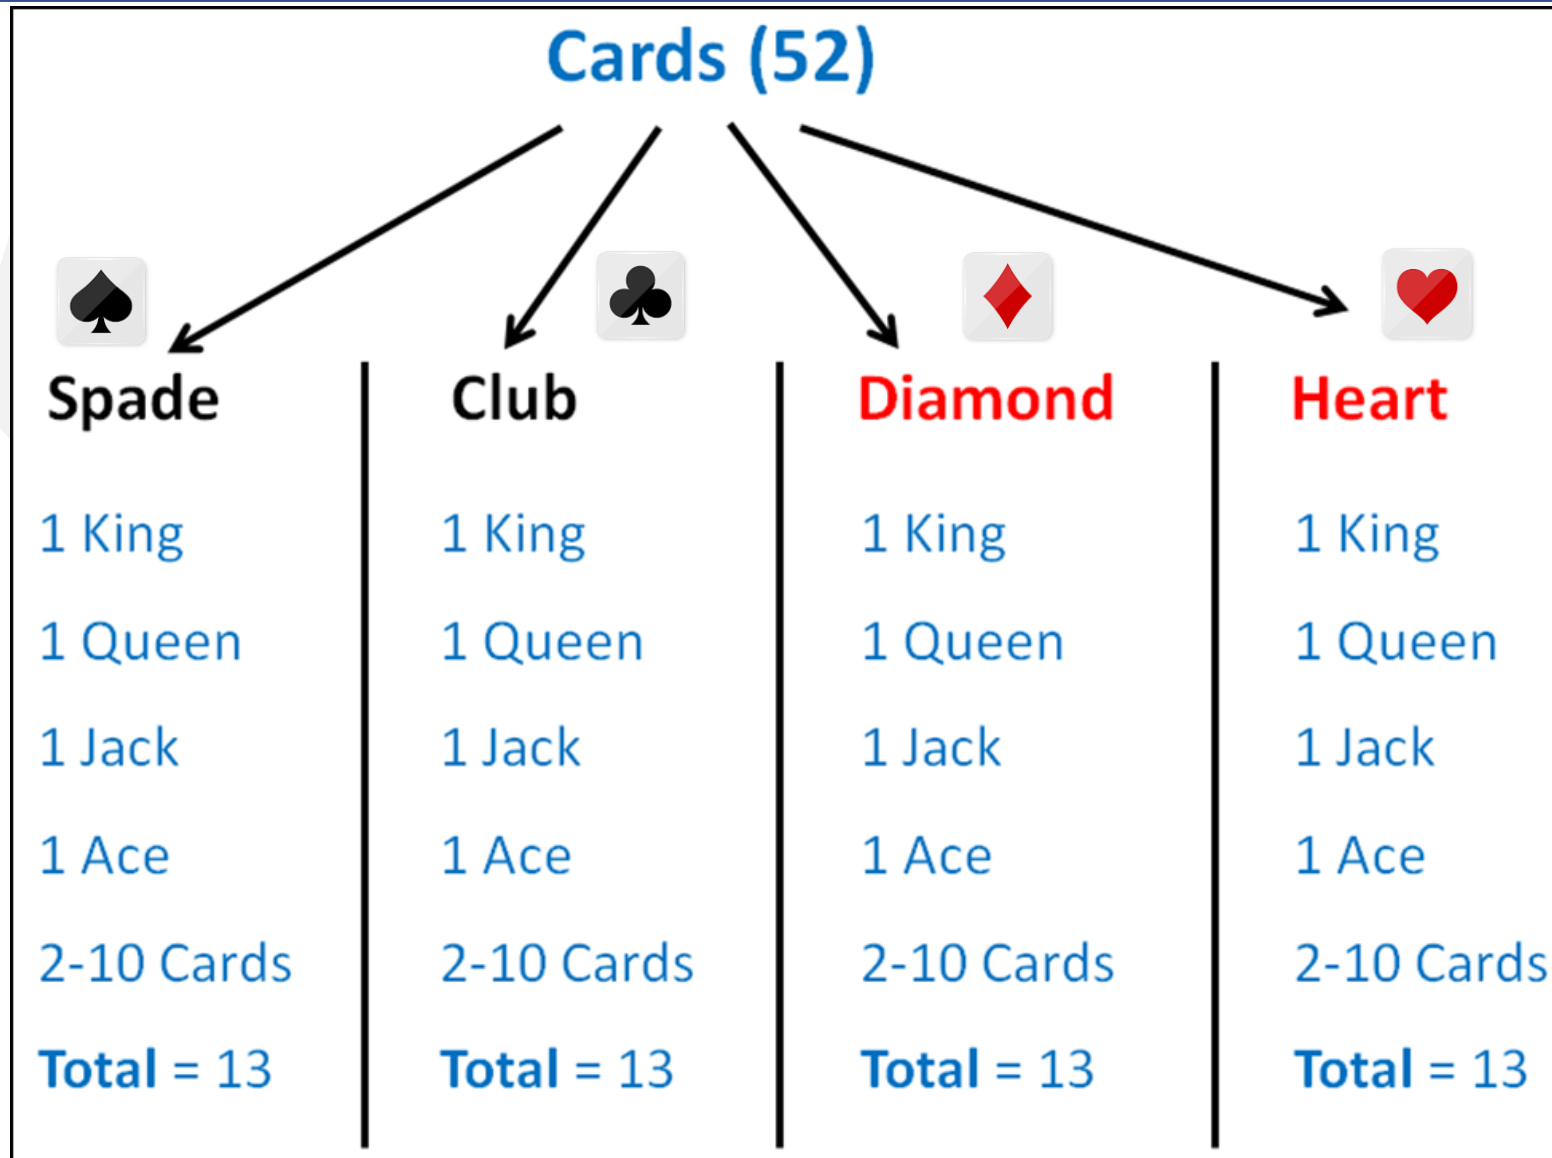 Cards (52)
Spade
1 King
1 Queen
1 Jack
1 Ace
2-10 Cards
Total = 13
Club
1 King
1 Queen
1 Jack
1 Ace
2-10 Cards
Total = 13
Diamond
1 King
1 Queen
1 Jack
1 Ace
2-10 Cards
Total = 13
Heart
1 King
1 Queen
1 Jack
1 Ace
2-10 Cards
Total = 13